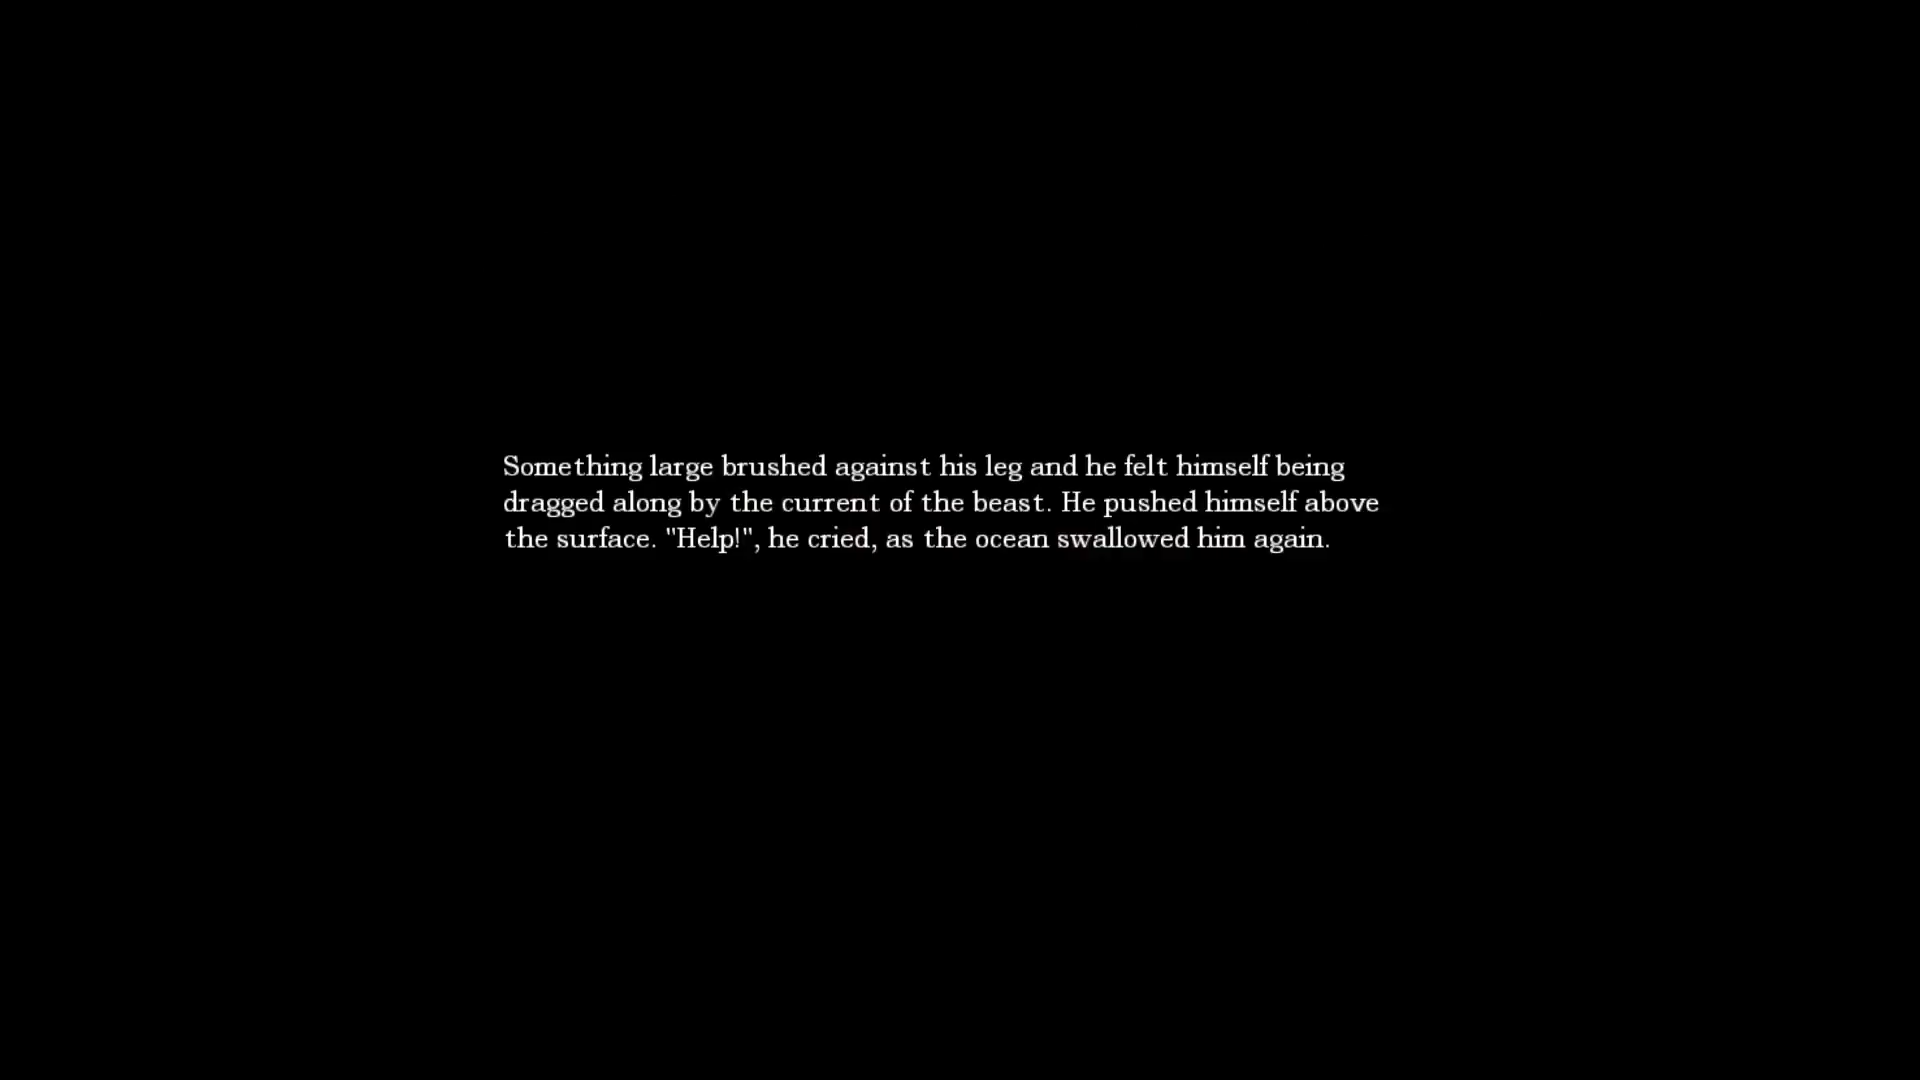 Something large brushed against his leg and he felt himself being
dragged along by the current of the beast. He pushed himself above
the surface. "Help!", he cried, as the ocean swallowed him again.